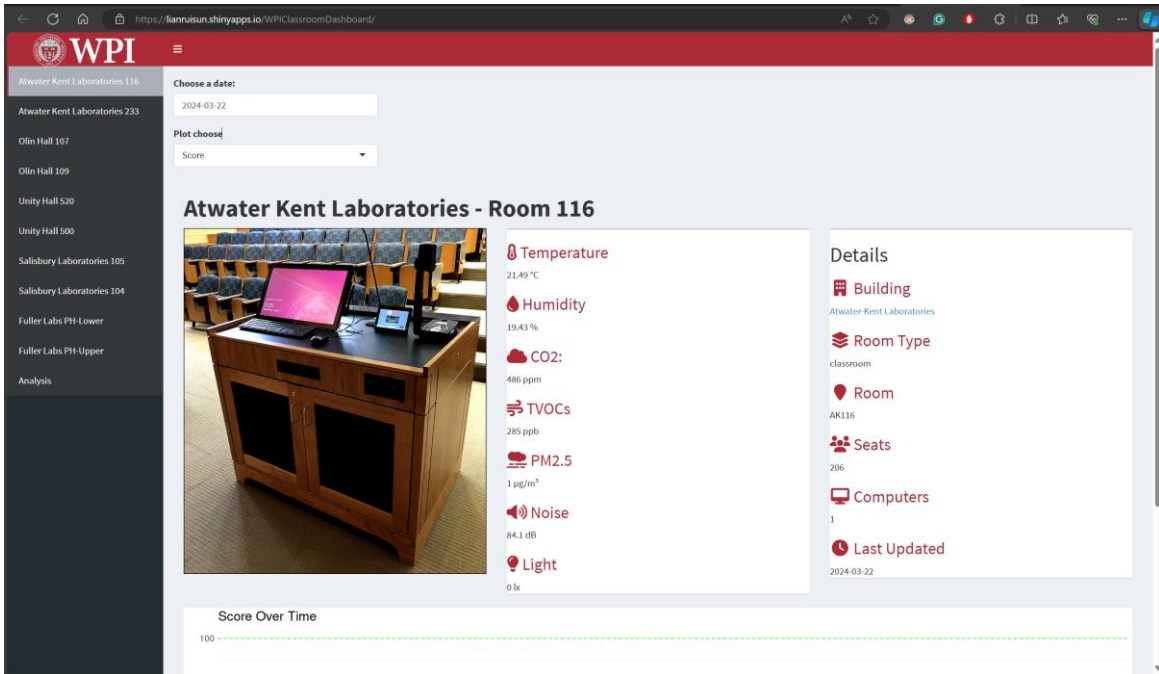 https://lianruisun.shinyapps.io/WPIClassroomDashboard/
WPI
Atwater Kent Laboratories 116
Atwater Kent Laboratories 233
Olin Hall 107
Olin Hall 109
Unity Hall 520
Unity Hall 500
Salisbury Laboratories 105
Salisbury Laboratories 104
Fuller Labs PH-Lower
Fuller Labs PH-Upper
Analysis
Choose a date:
2024-03-22
Plot choose
Score
Atwater Kent Laboratories - Room 116
Temperature
21.49 °C
Humidity
19.43 %
CO2:
486 ppm
TVOCs
285 ppb
PM2.5
1 µg/m³
Noise
84.1 dB
Light
0 lx
Details
Building
Atwater-Kent Laboratories
Room Type
classroom
Room
AK116
Seats
206
Computers
1
Last Updated
2024-03-22
Score Over Time
100